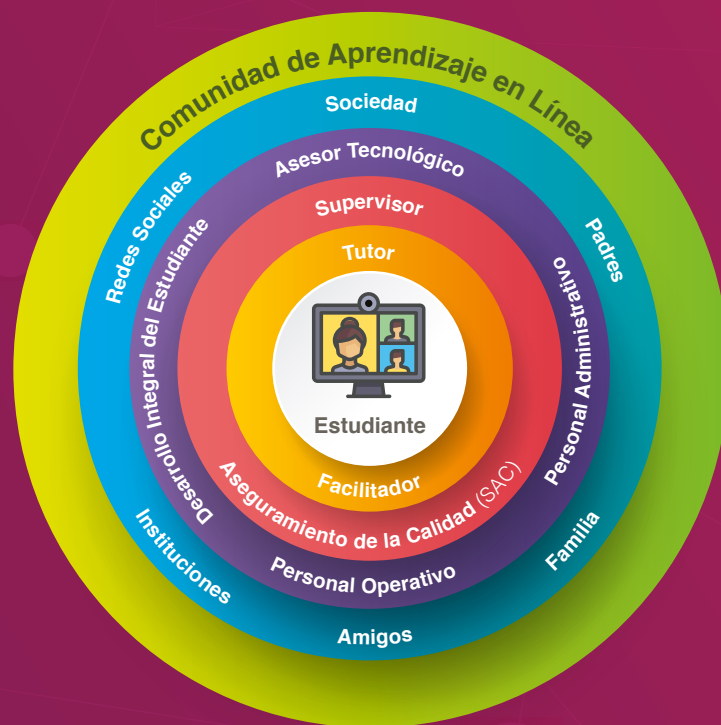 Comunidad de Aprendizaje en Línea
Sociedad
Redes Sociales
Padres
Instituciones
Familia
Amigos
Asesor Tecnológico
Desarrollo Integral del Estudiante
Personal Administrativo
Personal Operativo
Supervisor
Aseguramiento de la Calidad (SAC)
Tutor
Facilitador
Estudiante